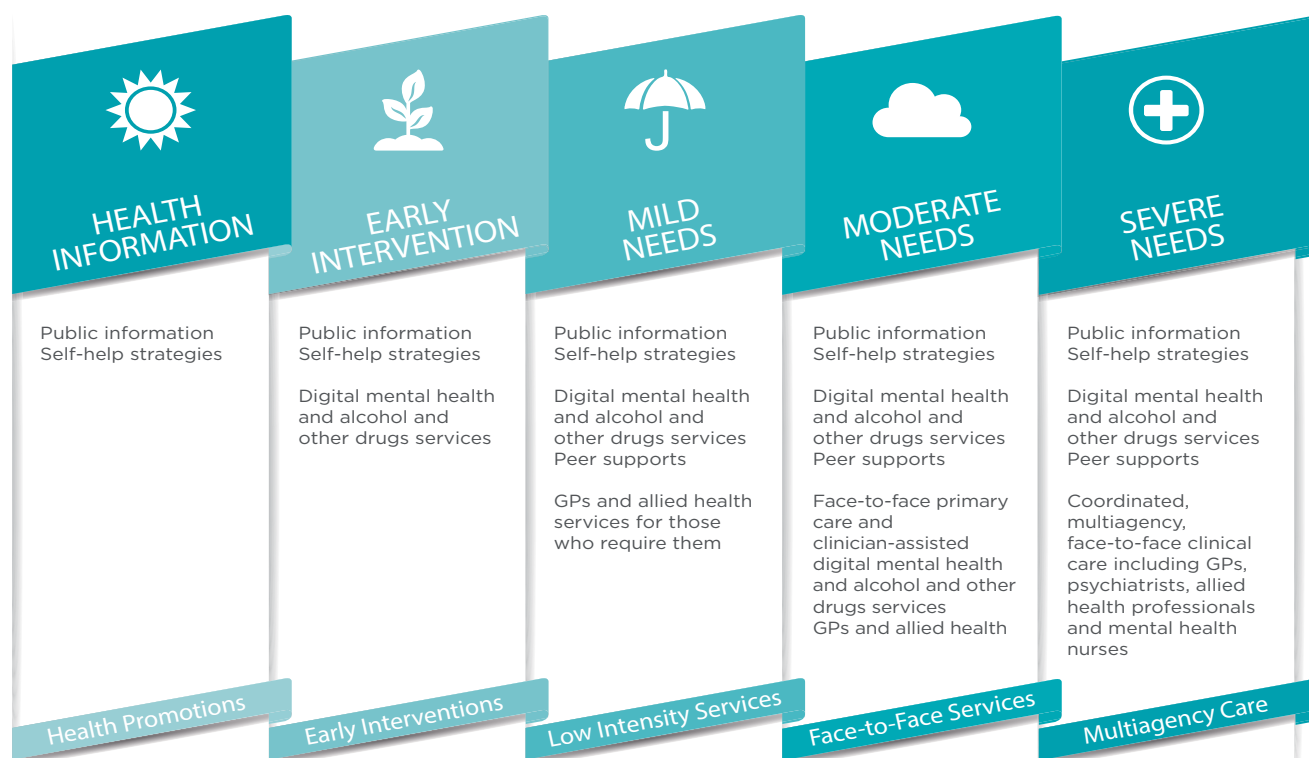 HEALTH
INFORMATION
Public information
Self-help strategies
Health Promotions
EARLY
INTERVENTION
Public information
Self-help strategies
Digital mental health
and alcohol and
other drugs services
Early Interventions
MILD
NEEDS
Public information
Self-help strategies
Digital mental health
and alcohol and
other drugs services
Peer supports
GPs and allied health
services for those
who require them
Low Intensity Services
MODERATE
NEEDS
Public information
Self-help strategies
Digital mental health
and alcohol and
other drugs services
Peer supports
Face-to-face primary
care and
clinician-assisted
digital mental health
and alcohol and other
drugs services
GPs and allied health
Face-to-Face Services
SEVERE
NEEDS
Public information
Self-help strategies
Digital mental health
and alcohol and
other drugs services
Peer supports
Coordinated,
multiagency,
face-to-face clinical
care including GPs,
psychiatrists, allied
health professionals
and mental health
nurses
Multiagency Care